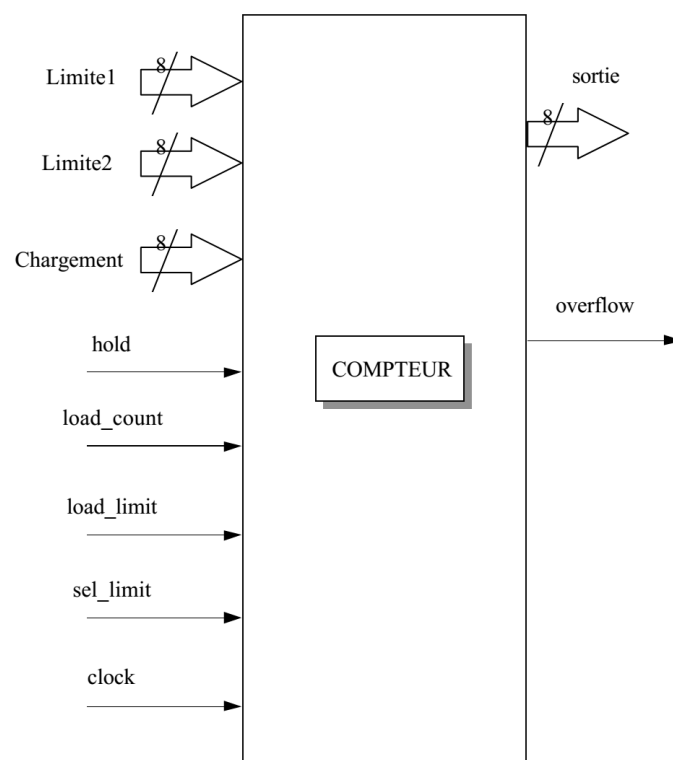 8
Limite1
8
sortie
8
Limite2
8
Chargement
overflow
hold
COMPTEUR
load_count
load_limit
sel_limit
clock